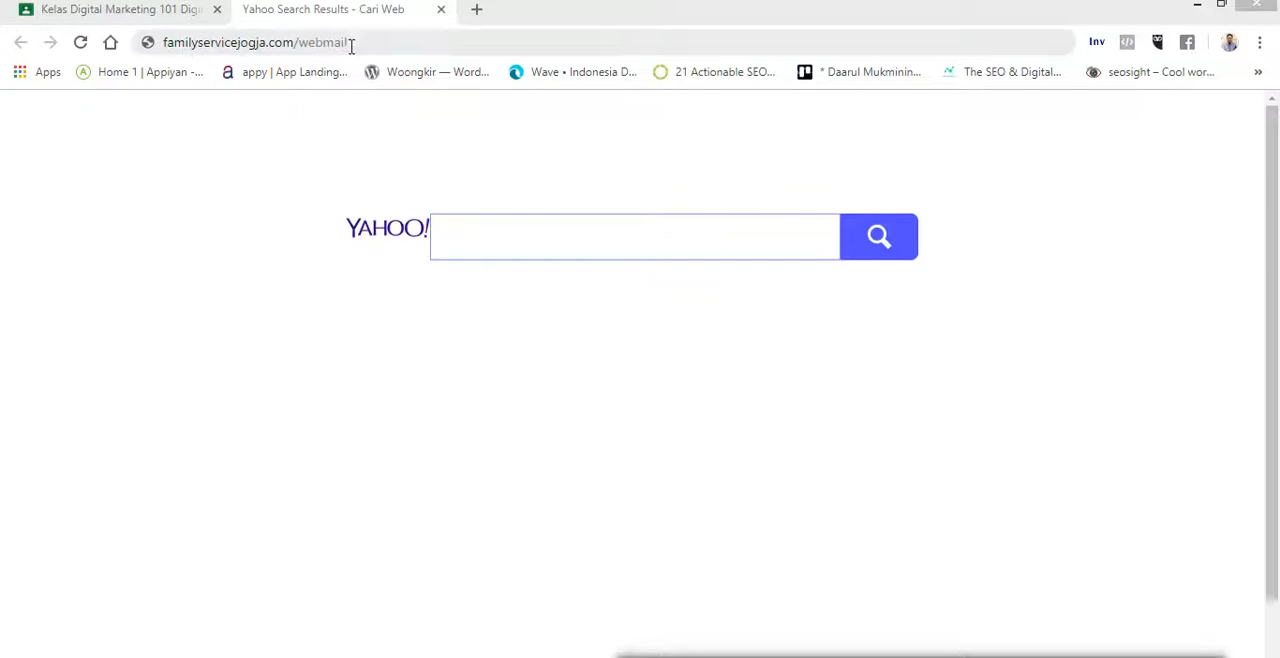 Kelas Digital Marketing 101 Digi
Yahoo Search Results - Cari Web
familyservicejogja.com/webmail
Inv
Apps
Home 1 | Appiyan -...
appy | App Landing...
Woongkir — Word...
Wave • Indonesia D...
21 Actionable SEO...
* Daarul Mukminin...
The SEO & Digital...
seosight – Cool wor...
»
YAHOO!